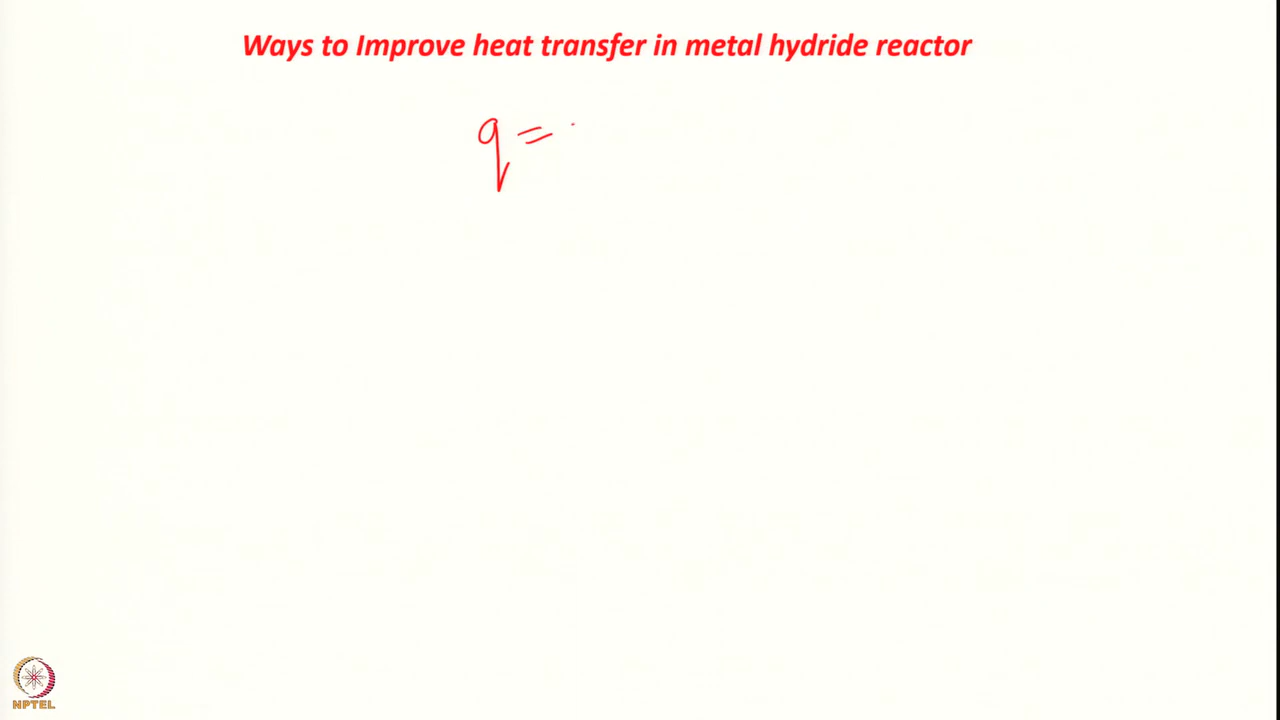 Ways to Improve heat transfer in metal hydride reactor
q =
NPTEL